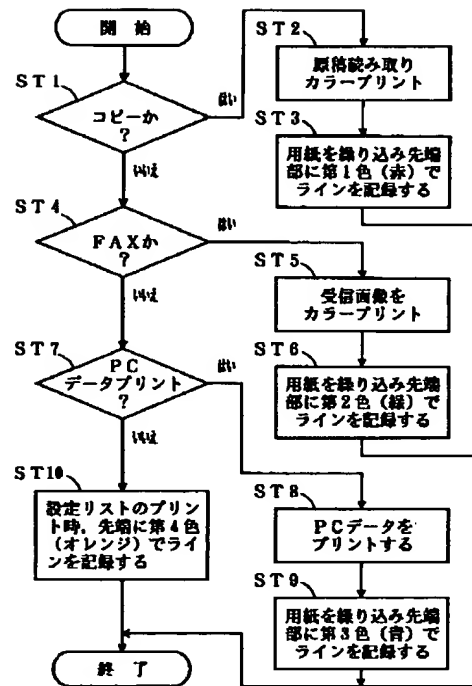 開始
ST1
コピーか
?
はい
いいえ
ST2
原稿読み取り
カラープリント
ST3
用紙を繰り込み先端
部に第1色（赤）で
ラインを記録する
ST4
FAXか
?
はい
いいえ
ST5
受信画像を
カラープリント
ST6
用紙を繰り込み先端
部に第2色（緑）で
ラインを記録する
ST7
PC
データプリント
?
はい
いいえ
ST8
PCデータを
プリントする
ST9
用紙を繰り込み先端
部に第3色（青）で
ラインを記録する
ST10
設定リストのプリン
ト時，先端に第4色
（オレンジ）でライ
ンを記録する
終了